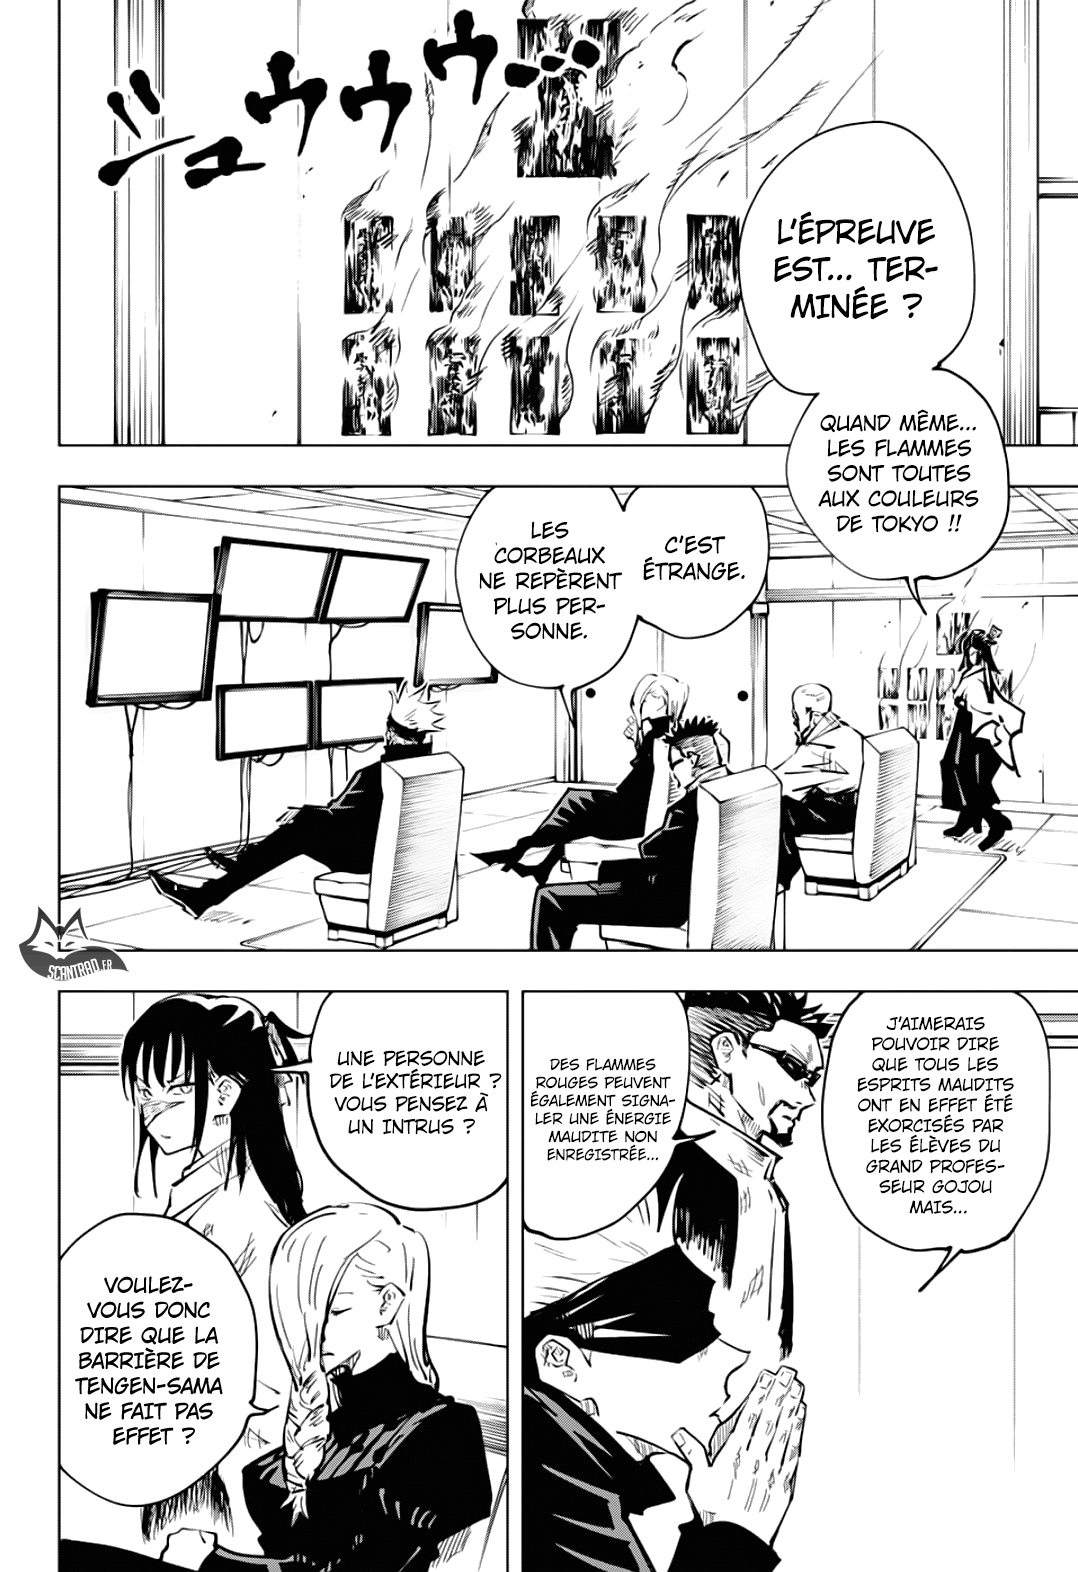 ジュウウウ…
L'ÉPREUVE
EST... TER-
MINÉE ?
QUAND MÊME...
LES FLAMMES
SONT TOUTES
AUX COULEURS
DE TOKYO !!
C'EST
ÉTRANGE.
LES
CORBEAUX
NE REPÈRENT
PLUS PER-
SONNE.
J'AIMERAIS
POUVOIR DIRE
QUE TOUS LES
ESPRITS MAUDITS
ONT EN EFFET ÉTÉ
EXORCISÉS PAR
LES ÉLÈVES DU
GRAND PROFES-
SEUR GOJOU
MAIS...
DES FLAMMES
ROUGES PEUVENT
ÉGALEMENT SIGNA-
LER UNE ÉNERGIE
MAUDITE NON
ENREGISTRÉE...
UNE PERSONNE
DE L'EXTÉRIEUR ?
VOUS PENSEZ À
UN INTRUS ?
VOULEZ-
VOUS DONC
DIRE QUE LA
BARRIÈRE DE
TENGEN-SAMA
NE FAIT PAS
EFFET ?
SCANTRAD.FR